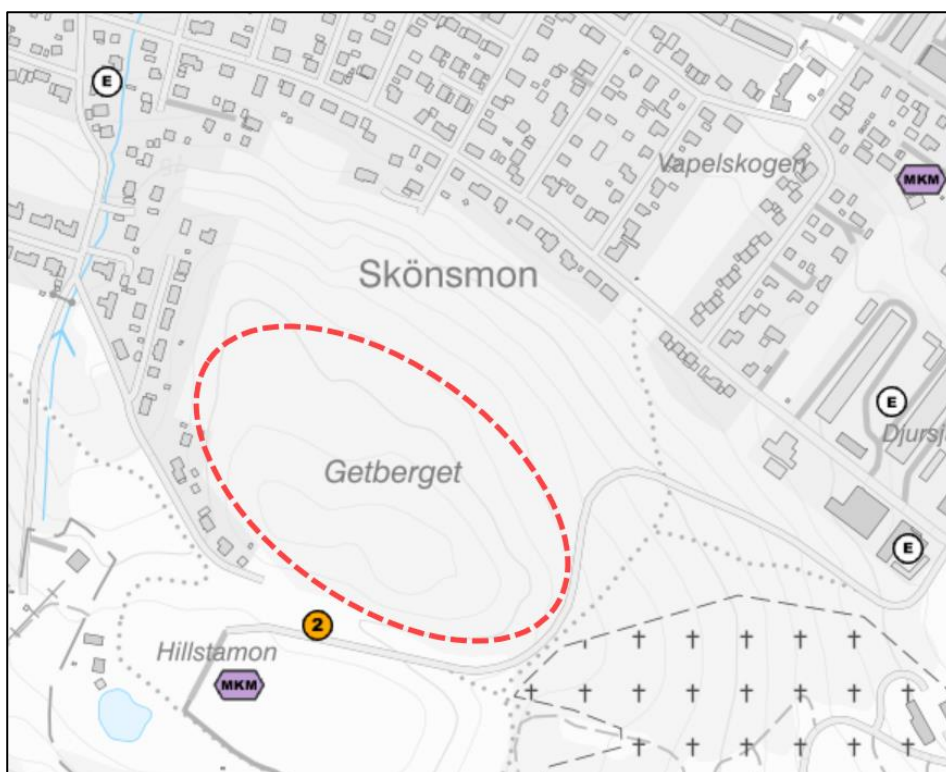 E
Vapelskogen
MKM
Skönsmon
E
Getberget
E
2
Hillstamon
MKM